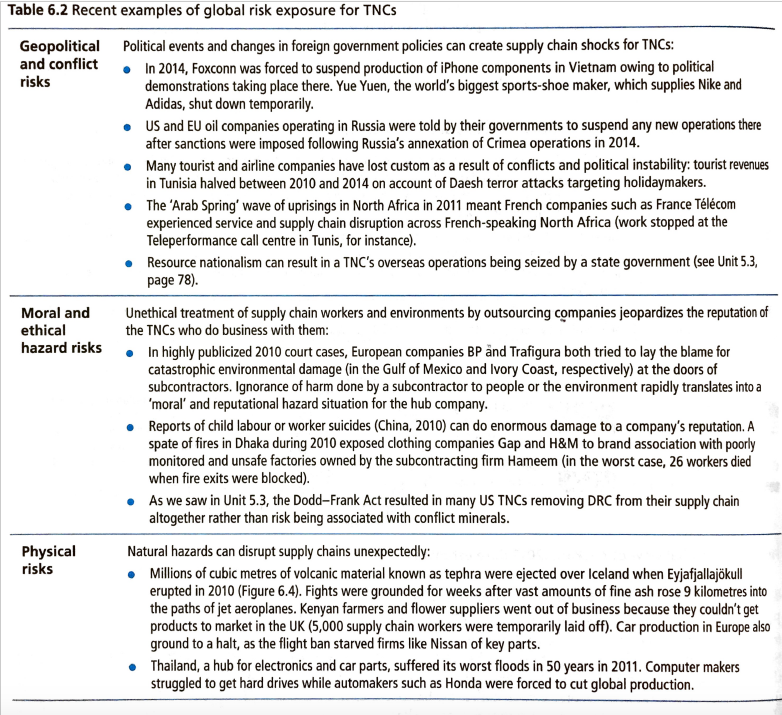 Table 6.2 Recent examples of global risk exposure for TNCs
Geopolitical
and conflict
risks
Political events and changes in foreign government policies can create supply chain shocks for TNCs:
● In 2014, Foxconn was forced to suspend production of iPhone components in Vietnam owing to political
demonstrations taking place there. Yue Yuen, the world's biggest sports-shoe maker, which supplies Nike and
Adidas, shut down temporarily.
● US and EU oil companies operating in Russia were told by their governments to suspend any new operations there
after sanctions were imposed following Russia's annexation of Crimea operations in 2014.
● Many tourist and airline companies have lost custom as a result of conflicts and political instability: tourist revenues
in Tunisia halved between 2010 and 2014 on account of Daesh terror attacks targeting holidaymakers.
● The 'Arab Spring' wave of uprisings in North Africa in 2011 meant French companies such as France Télécom
experienced service and supply chain disruption across French-speaking North Africa (work stopped at the
Teleperformance call centre in Tunis, for instance).
● Resource nationalism can result in a TNC's overseas operations being seized by a state government (see Unit 5.3,
page 78).
Moral and
ethical
hazard risks
Unethical treatment of supply chain workers and environments by outsourcing companies jeopardizes the reputation of
the TNCs who do business with them:
● In highly publicized 2010 court cases, European companies BP and Trafigura both tried to lay the blame for
catastrophic environmental damage (in the Gulf of Mexico and Ivory Coast, respectively) at the doors of
subcontractors. Ignorance of harm done by a subcontractor to people or the environment rapidly translates into a
'moral' and reputational hazard situation for the hub company.
● Reports of child labour or worker suicides (China, 2010) can do enormous damage to a company's reputation. A
spate of fires in Dhaka during 2010 exposed clothing companies Gap and H&M to brand association with poorly
monitored and unsafe factories owned by the subcontracting firm Hameem (in the worst case, 26 workers died
when fire exits were blocked).
● As we saw in Unit 5.3, the Dodd–Frank Act resulted in many US TNCs removing DRC from their supply chain
altogether rather than risk being associated with conflict minerals.
Physical
risks
Natural hazards can disrupt supply chains unexpectedly:
● Millions of cubic metres of volcanic material known as tephra were ejected over Iceland when Eyjafjallajökull
erupted in 2010 (Figure 6.4). Fights were grounded for weeks after vast amounts of fine ash rose 9 kilometres into
the paths of jet aeroplanes. Kenyan farmers and flower suppliers went out of business because they couldn't get
products to market in the UK (5,000 supply chain workers were temporarily laid off). Car production in Europe also
ground to a halt, as the flight ban starved firms like Nissan of key parts.
● Thailand, a hub for electronics and car parts, suffered its worst floods in 50 years in 2011. Computer makers
struggled to get hard drives while automakers such as Honda were forced to cut global production.